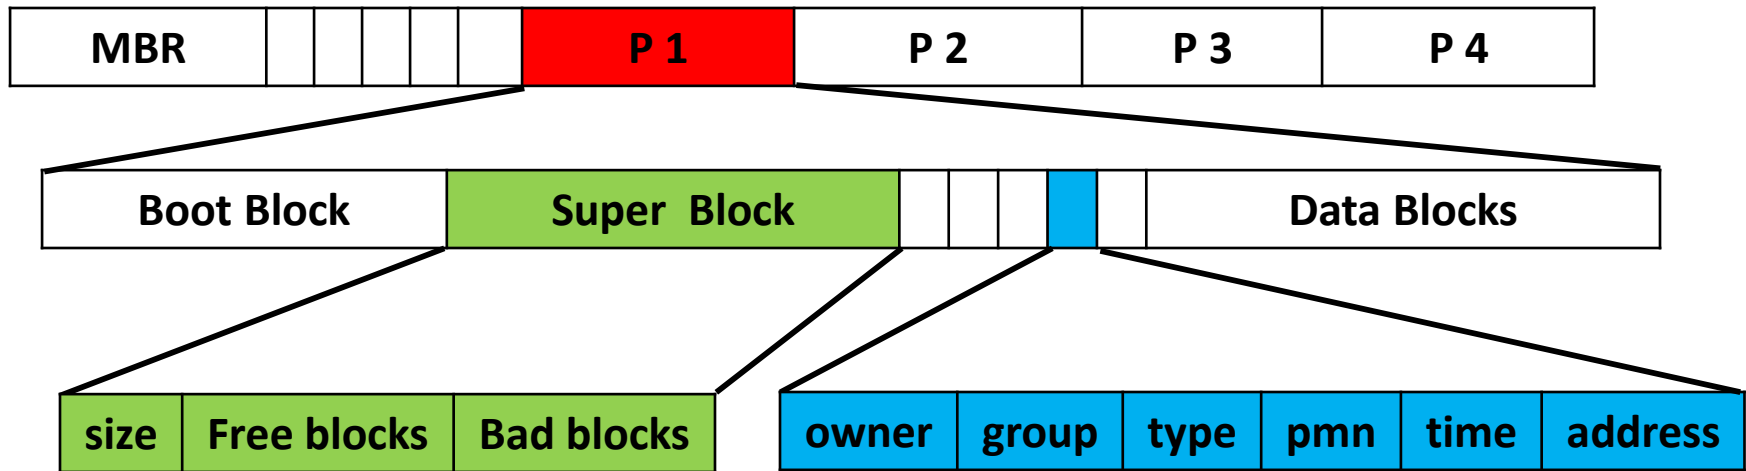 MBR P 1 P 2 P 3 P 4
Boot Block Super Block Data Blocks
size Free blocks Bad blocks owner group type pmn time address